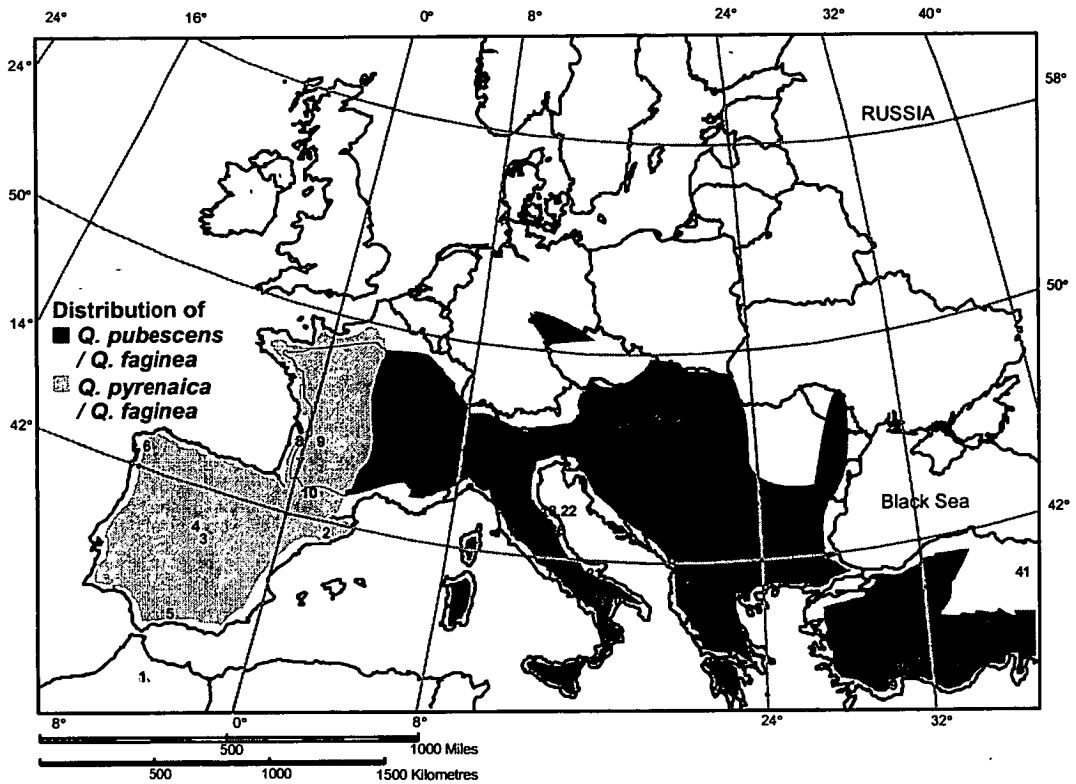 24° 16° 0° 8° 24° 32° 40°
24°
58°
RUSSIA
50°
50°
Distribution of
14°
Q. pubescens
/ Q. faginea
Q. pyrenaica
/ Q. faginea
42°
6 8 9
10
Black Sea
42°
4
3
2
22
41
5
1
8° 0° 8° 24° 32°
500 1000 Miles
500 1000 1500 Kilometres